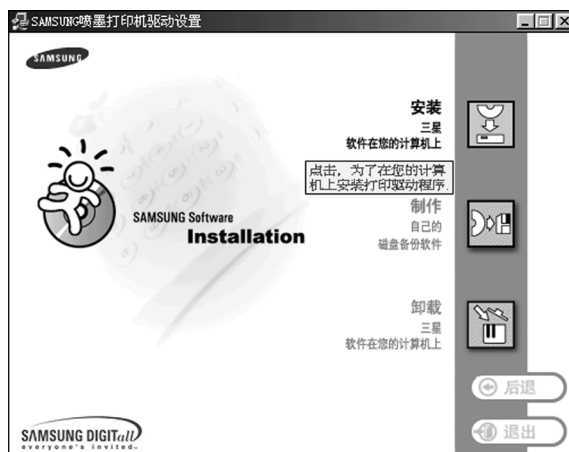 SAMSUNG喷墨打印机驱动设置
SAMSUNG
安装
三星
软件在您的计算机上
点击，为了在您的计算
机上安装打印驱动程序.
制作
自己的
磁盘备份软件
SAMSUNG Software
Installation
卸载
三星
软件在您的计算机上
后退
退出
SAMSUNG DIGITall
everyone's invited™